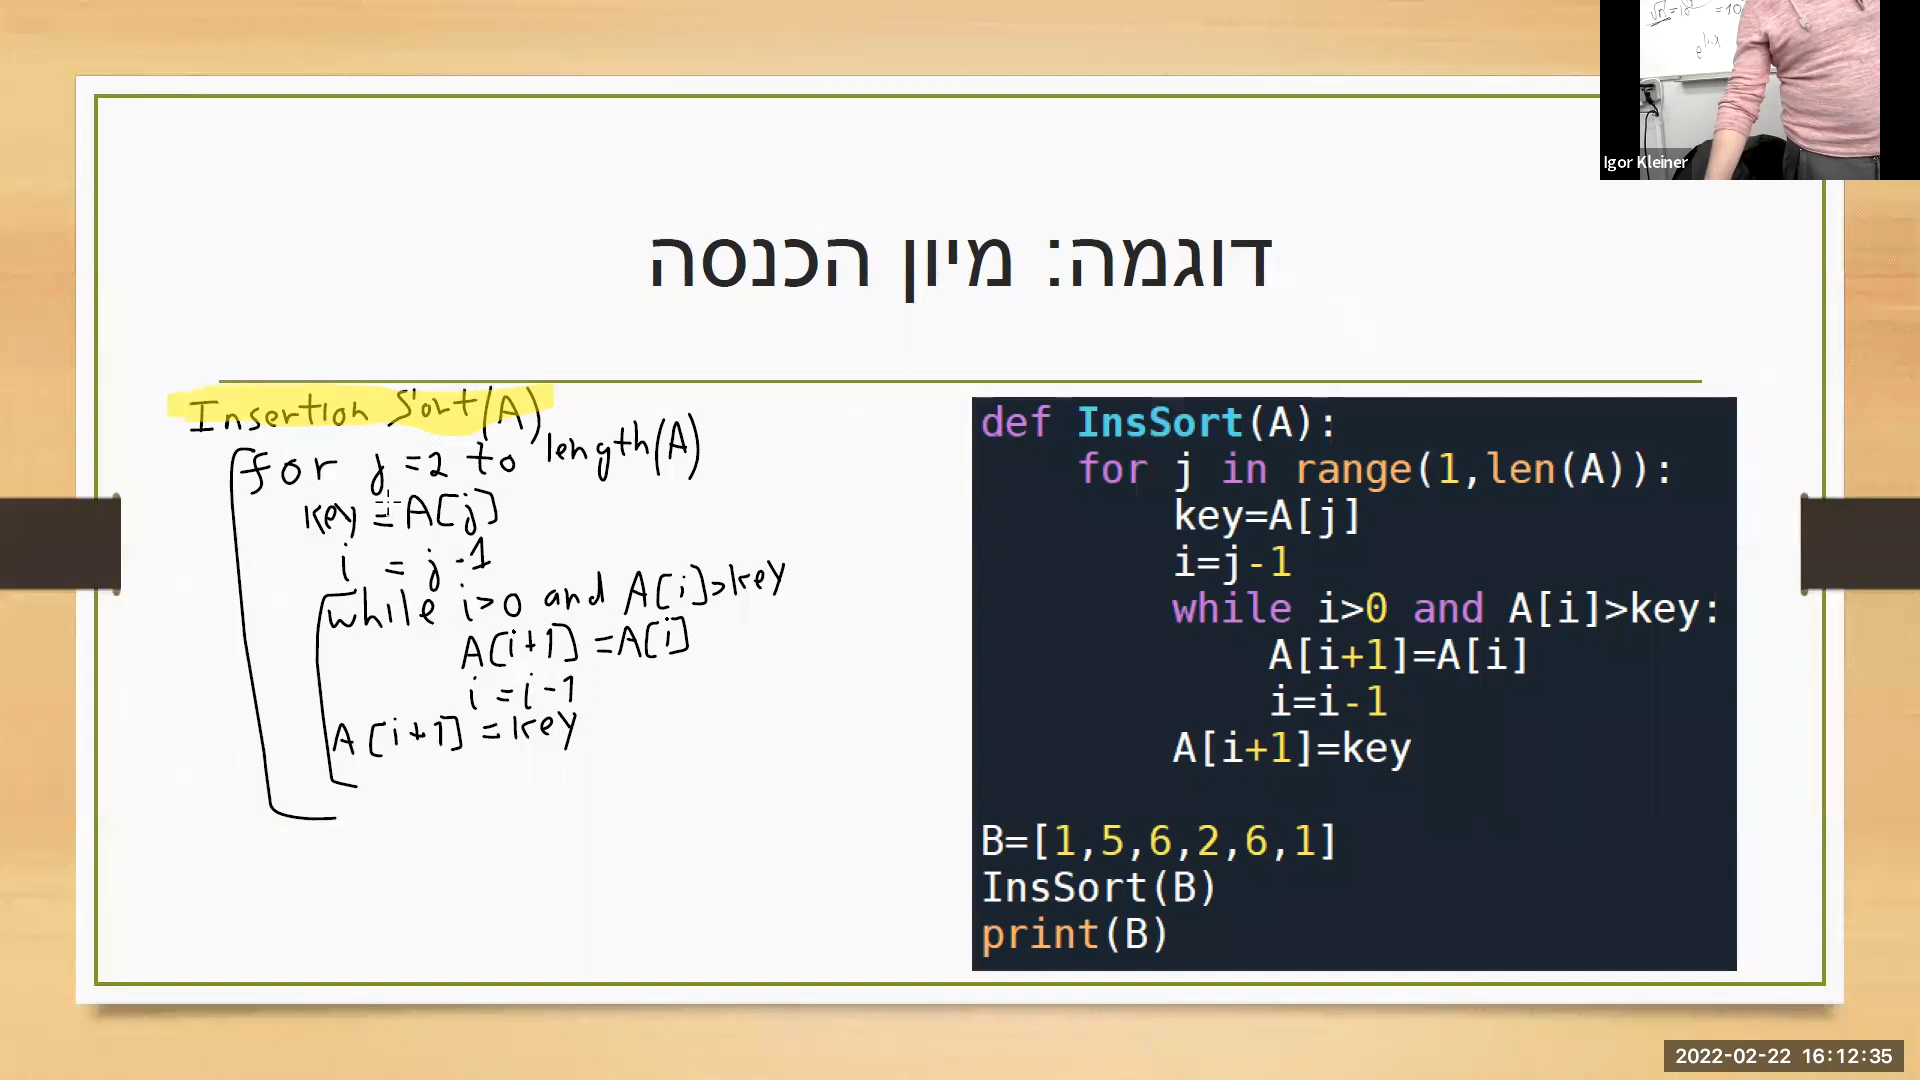 √n =
= 10
e^lnx
Igor Kleiner
דוגמה: מיון הכנסה
Insertion Sort(A)
for j = 2 to length(A)
key = A[j]
i = j-1
while i>0 and A[i]>key
A[i+1] = A[i]
i = i-1
A[i+1] = key
def InsSort(A):
for j in range(1,len(A)):
key=A[j]
i=j-1
while i>0 and A[i]>key:
A[i+1]=A[i]
i=i-1
A[i+1]=key
B=[1,5,6,2,6,1]
InsSort(B)
print(B)
2022-02-22 16:12:35